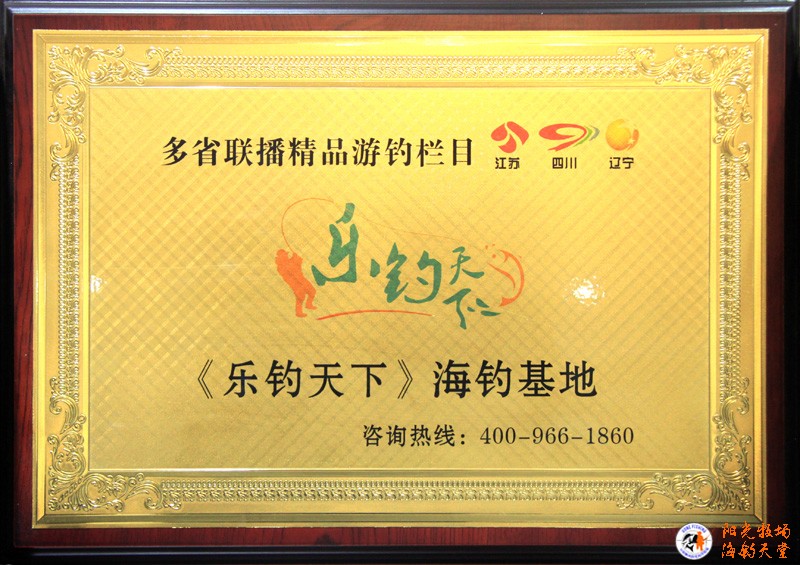 多省联播精品游钓栏目
江苏 四川 辽宁
乐钓天下
《乐钓天下》海钓基地
咨询热线：400-966-1860
阳光牧场
海钓天堂